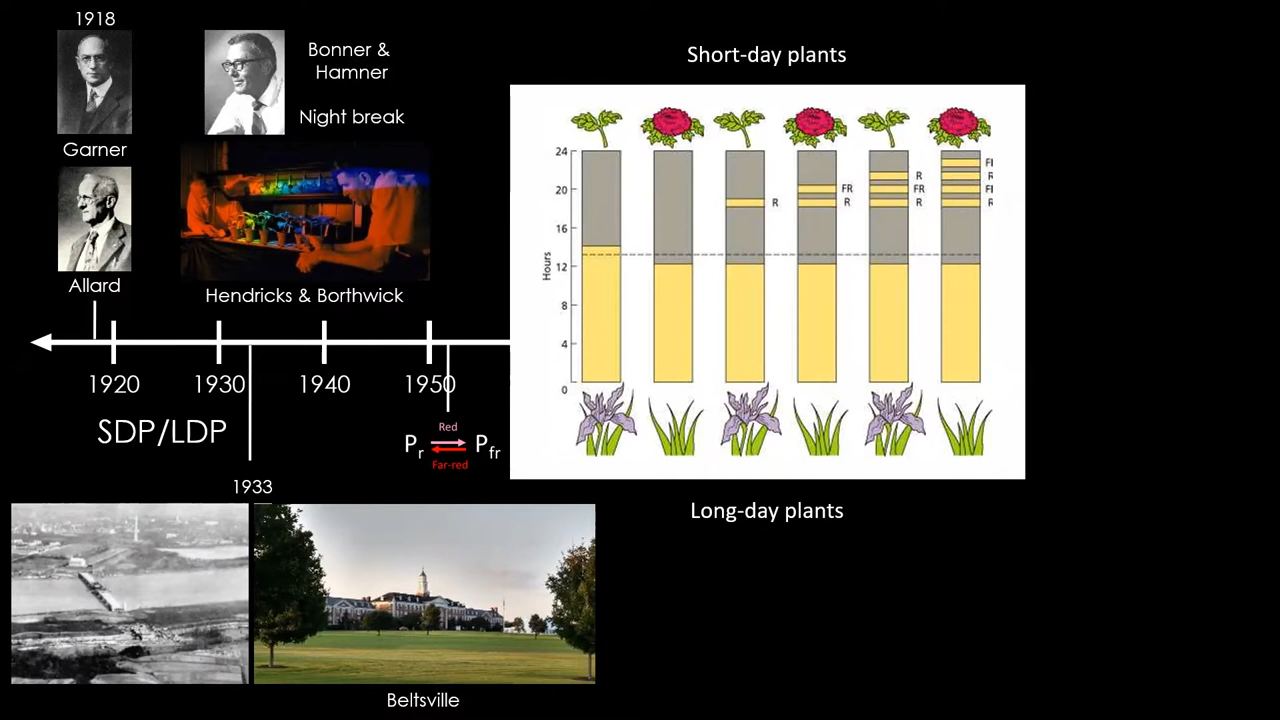 1918
Garner
Allard
Bonner &
Hamner
Night break
Hendricks & Borthwick
1920
1930
1940
1950
SDP/LDP
Red
Pr
Pfr
Far-red
1933
Beltsville
Short-day plants
24
20
16
12
8
4
0
Hours
R
FR
R
R
FR
R
R
R
Long-day plants